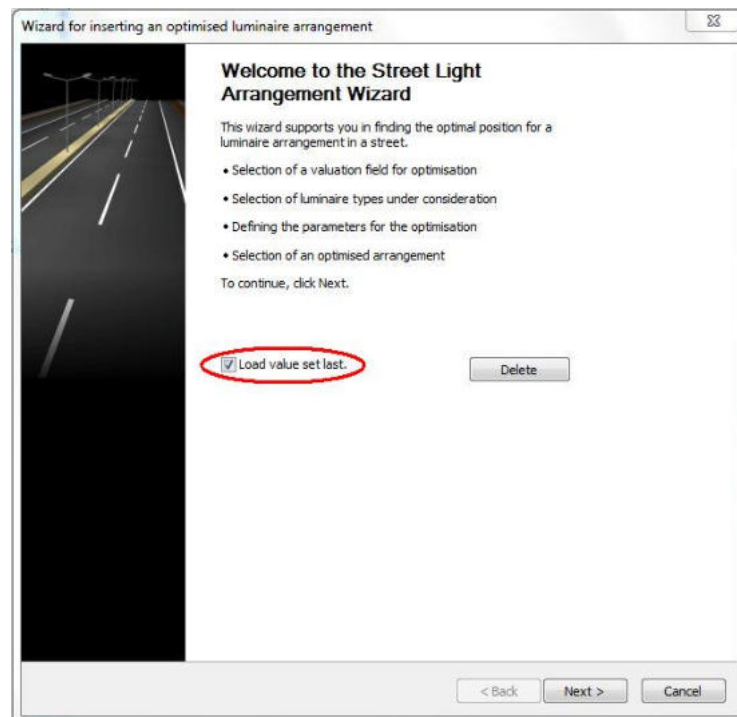 Wizard for inserting an optimised luminaire arrangement
Welcome to the Street Light
Arrangement Wizard
This wizard supports you in finding the optimal position for a
luminaire arrangement in a street.
• Selection of a valuation field for optimisation
• Selection of luminaire types under consideration
• Defining the parameters for the optimisation
• Selection of an optimised arrangement
To continue, click Next.
Load value set last.
Delete
< Back
Next >
Cancel